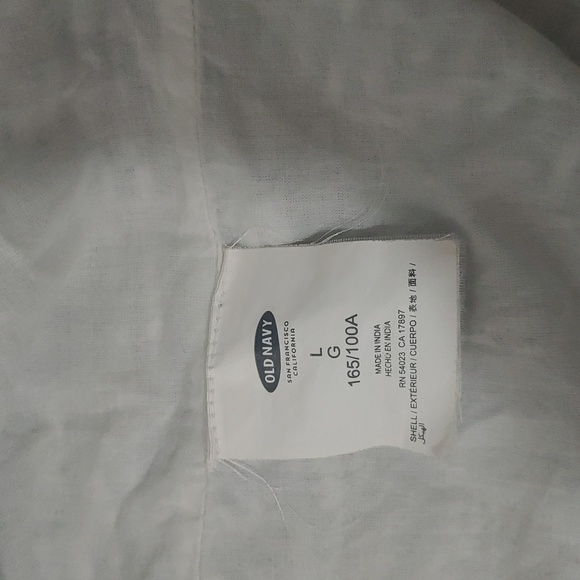 OLD NAVY
SAN FRANCISCO
CALIFORNIA
L
G
165/100A
MADE IN INDIA
HECHO EN INDIA
RN 54023 CA 17897
SHELL / EXTÉRIEUR / CUERPO / 表地 / 面料 /
الهيكل